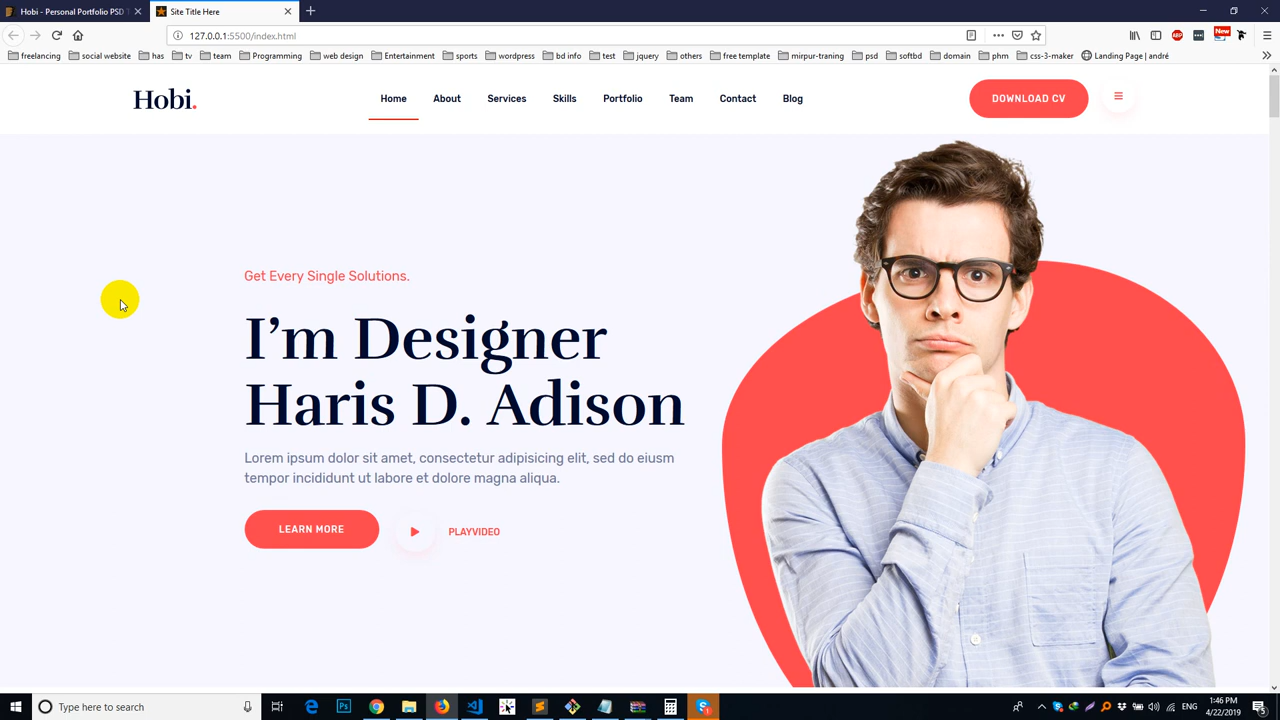 Hobi - Personal Portfolio PSD T
Site Title Here
127.0.0.1:5500/index.html
New
ABP
freelancing
social website
has
tv
team
Programming
web design
Entertainment
sports
wordpress
bd info
test
jquery
others
free template
mirpur-traning
psd
softbd
domain
phm
css-3-maker
Landing Page | andré
Hobi.
Home
About
Services
Skills
Portfolio
Team
Contact
Blog
DOWNLOAD CV
Get Every Single Solutions.
I'm Designer
Haris D. Adison
Lorem ipsum dolor sit amet, consectetur adipisicing elit, sed do eiusm
tempor incididunt ut labore et dolore magna aliqua.
LEARN MORE
PLAYVIDEO
Type here to search
Ps
ENG
1:46 PM
4/22/2019
5